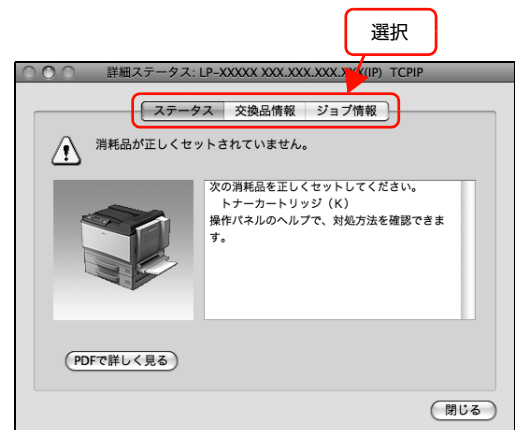 選択
詳細ステータス: LP-XXXXX XXX.XXX.XXX.XXX(IP) TCPIP
ステータス 交換品情報 ジョブ情報
消耗品が正しくセットされていません。
次の消耗品を正しくセットしてください。
トナーカートリッジ（K）
操作パネルのヘルプで、対処方法を確認できま
す。
PDFで詳しく見る
閉じる